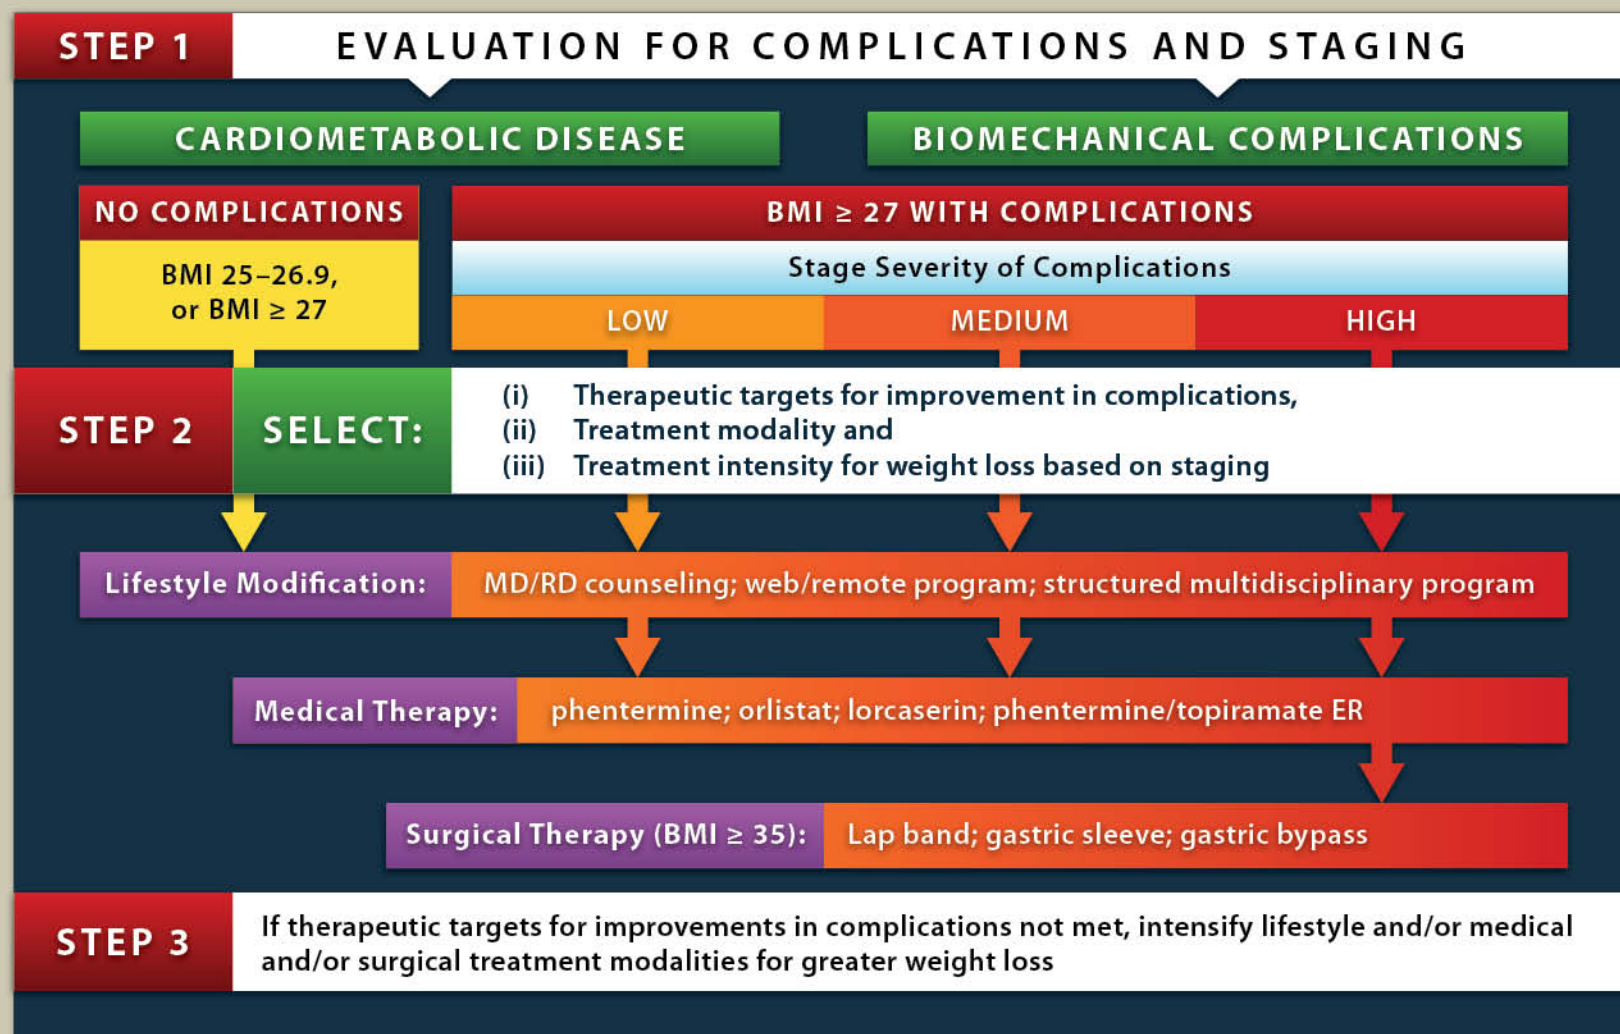 STEP 1
EVALUATION FOR COMPLICATIONS AND STAGING
CARDIOMETABOLIC DISEASE
BIOMECHANICAL COMPLICATIONS
NO COMPLICATIONS
BMI 25–26.9,
or BMI ≥ 27
BMI ≥ 27 WITH COMPLICATIONS
Stage Severity of Complications
LOW
MEDIUM
HIGH
STEP 2
SELECT:
(i) Therapeutic targets for improvement in complications,
(ii) Treatment modality and
(iii) Treatment intensity for weight loss based on staging
Lifestyle Modification:
MD/RD counseling; web/remote program; structured multidisciplinary program
Medical Therapy:
phentermine; orlistat; lorcaserin; phentermine/topiramate ER
Surgical Therapy (BMI ≥ 35):
Lap band; gastric sleeve; gastric bypass
STEP 3
If therapeutic targets for improvements in complications not met, intensify lifestyle and/or medical
and/or surgical treatment modalities for greater weight loss